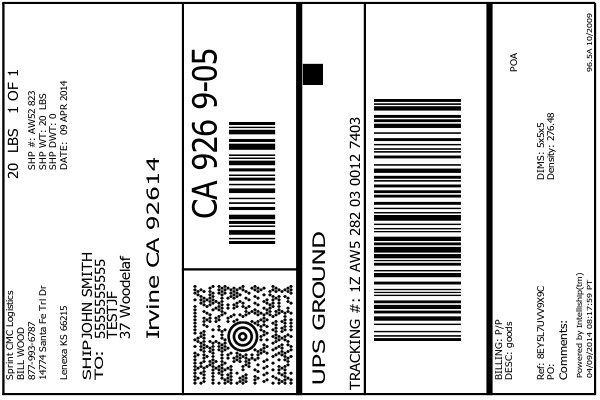 Sprint CMC Logistics
BILL WOOD
877-993-6787
14774 Santa Fe Trl Dr
Lenexa KS 66215
20 LBS 1 OF 1
SHP #: AW52 823
SHP WT: 20 LBS
SHP DWT: 0
DATE: 09 APR 2014
SHIP JOHN SMITH
TO: 5555555555
TEST JF
37 Woodelaf
Irvine CA 92614
CA 926 9-05
UPS GROUND
TRACKING #: 1Z AW5 282 03 0012 7403
BILLING: P/P
DESC: goods
POA
Ref: 8EY5L7UVV9X9C
PO:
DIMS: 5x5x5
Density: 276.48
Comments:
Powered by Intelliship(tm)
04/09/2014 08:17:59 PT
96.5A 10/2009